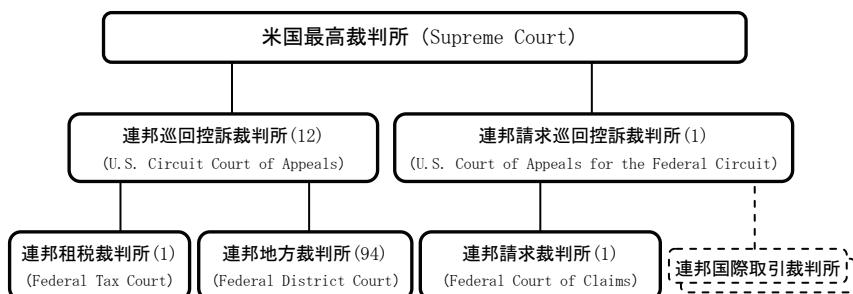 米国最高裁判所（Supreme Court）
連邦巡回控訴裁判所(12)
(U.S. Circuit Court of Appeals)
連邦請求巡回控訴裁判所(1)
(U.S. Court of Appeals for the Federal Circuit)
連邦租税裁判所(1)
(Federal Tax Court)
連邦地方裁判所(94)
(Federal District Court)
連邦請求裁判所(1)
(Federal Court of Claims)
連邦国際取引裁判所